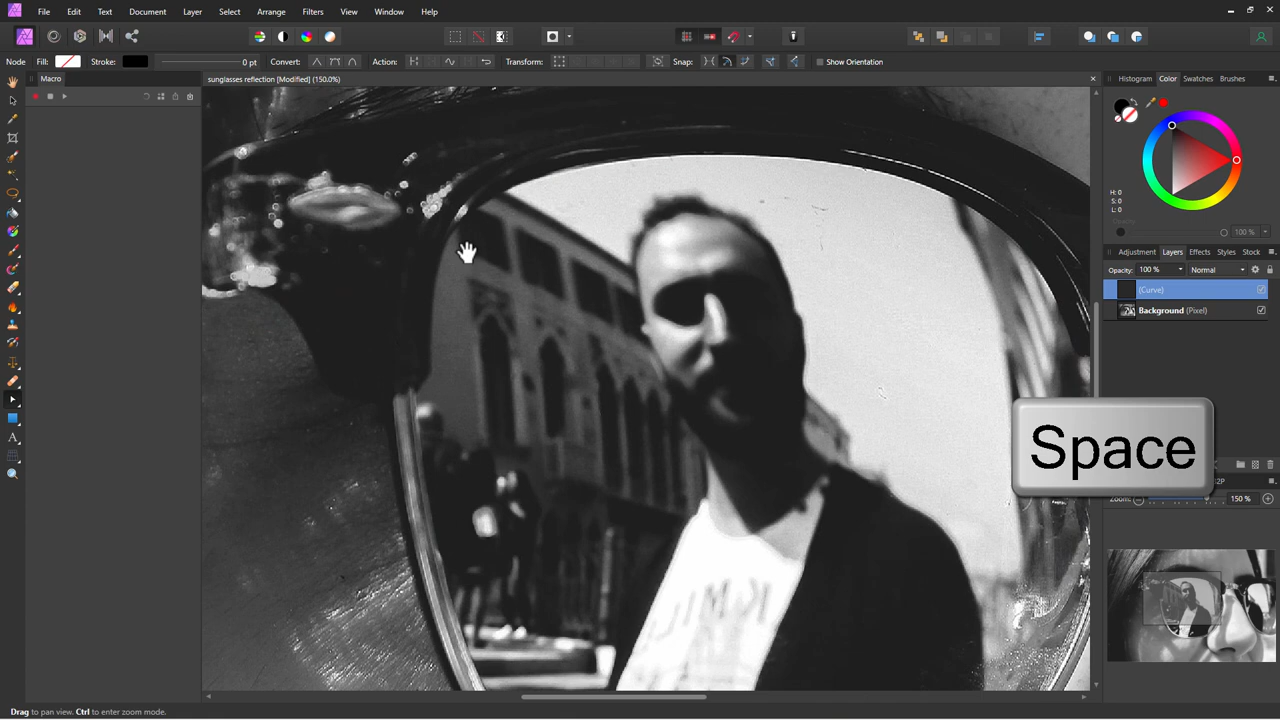 File Edit Text Document Layer Select Arrange Filters View Window Help
Node Fill: Stroke: 0 pt Convert: Action: Transform: Snap: Show Orientation
Macro
sunglasses reflection [Modified] (150.0%)
Histogram Color Swatches Brushes
H: 0
S: 0
L: 0
Opacity
100 %
Adjustment Layers Effects Styles Stock
Opacity: 100 % Normal
(Curve)
Background (Pixel)
Space
Zoom: 150 %
Drag to pan view. Ctrl to enter zoom mode.